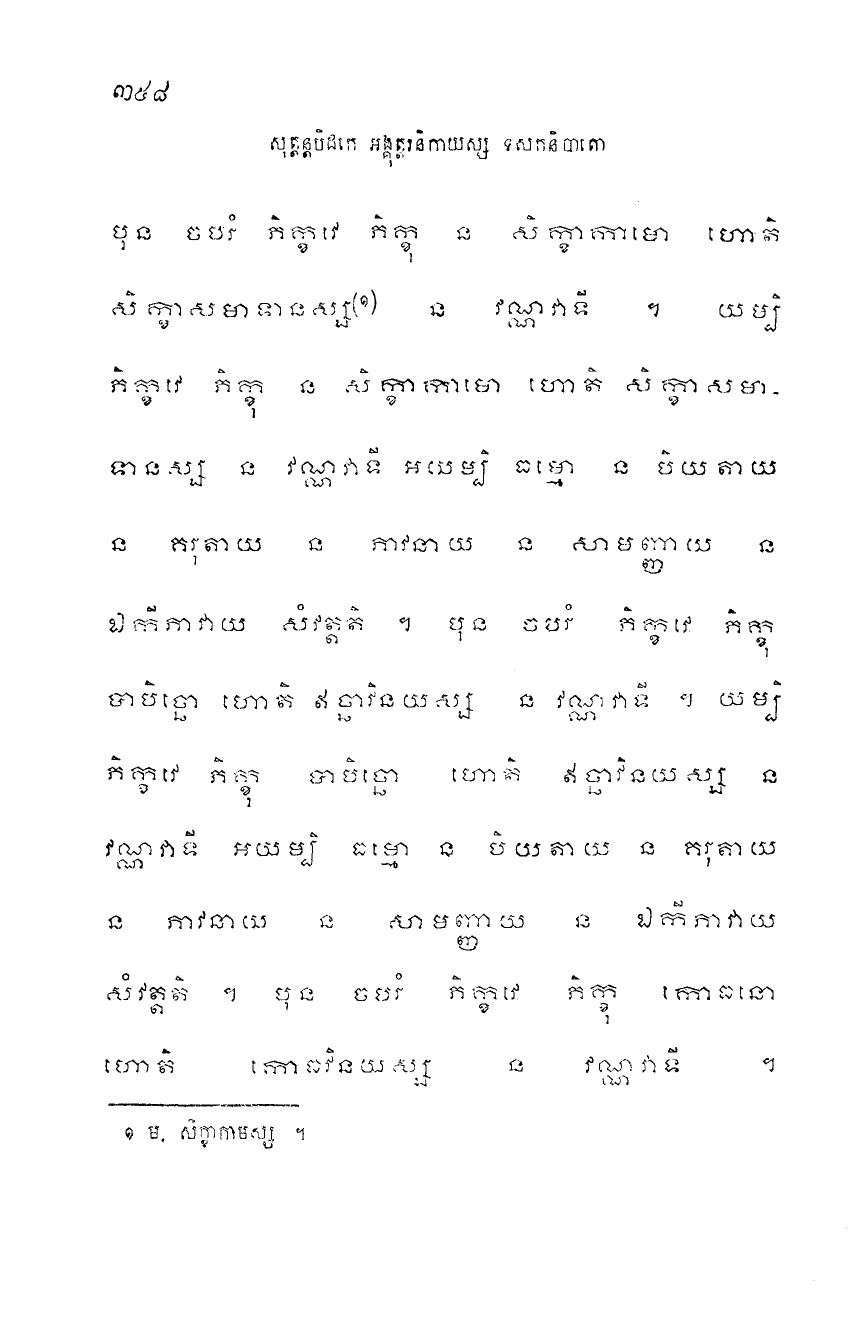 ៣៤៨
សុត្តន្តបិដកេ អង្គុត្តរនិកាយស្ស ទសកនិបាតោ
បុន ចបរំ ភិក្ខវេ ភិក្ខុ ន សិក្ខាកាមោ ហោតិ
សិក្ខាសមាទានស្ស(១) ន វណ្ណវាទី ។ យម្បិ
ភិក្ខវេ ភិក្ខុ ន សិក្ខាកាមោ ហោតិ សិក្ខាសមា-
ទានស្ស ន វណ្ណវាទី អយម្បិ ធម្មោ ន បិយតាយ
ន គរុតាយ ន ភាវនាយ ន សាមញ្ញាយ ន
ឯកីភាវាយ សំវត្តតិ ។ បុន ចបរំ ភិក្ខវេ ភិក្ខុ
បាបិច្ឆោ ហោតិ ឥច្ឆាវិនយស្ស ន វណ្ណវាទី ។ យម្បិ
ភិក្ខវេ ភិក្ខុ បាបិច្ឆោ ហោតិ ឥច្ឆាវិនយស្ស ន
វណ្ណវាទី អយម្បិ ធម្មោ ន បិយតាយ ន គរុតាយ
ន ភាវនាយ ន សាមញ្ញាយ ន ឯកីភាវាយ
សំវត្តតិ ។ បុន ចបរំ ភិក្ខវេ ភិក្ខុ កោធនោ
ហោតិ កោធវិនយស្ស ន វណ្ណវាទី ។
១ ម. សិក្ខាកាមស្ស ។